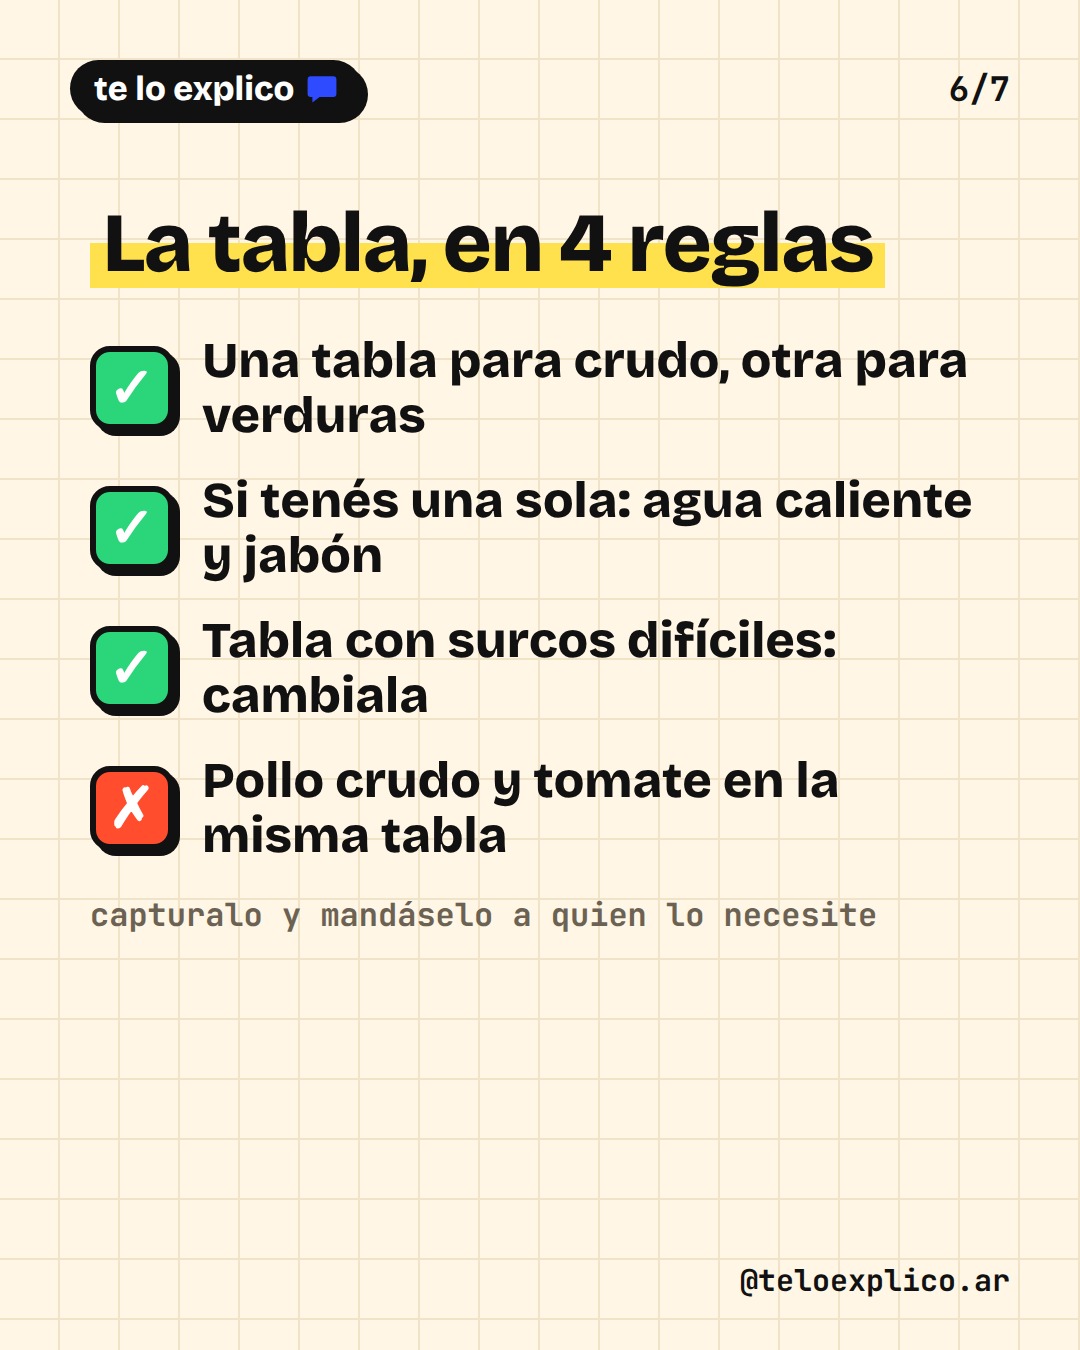 te lo explico
6/7
La tabla, en 4 reglas
✓ Una tabla para crudo, otra para
verduras
✓ Si tenés una sola: agua caliente
y jabón
✓ Tabla con surcos difíciles:
cambiala
✗ Pollo crudo y tomate en la
misma tabla
capturalo y mandáselo a quien lo necesite
@teloexplico.ar